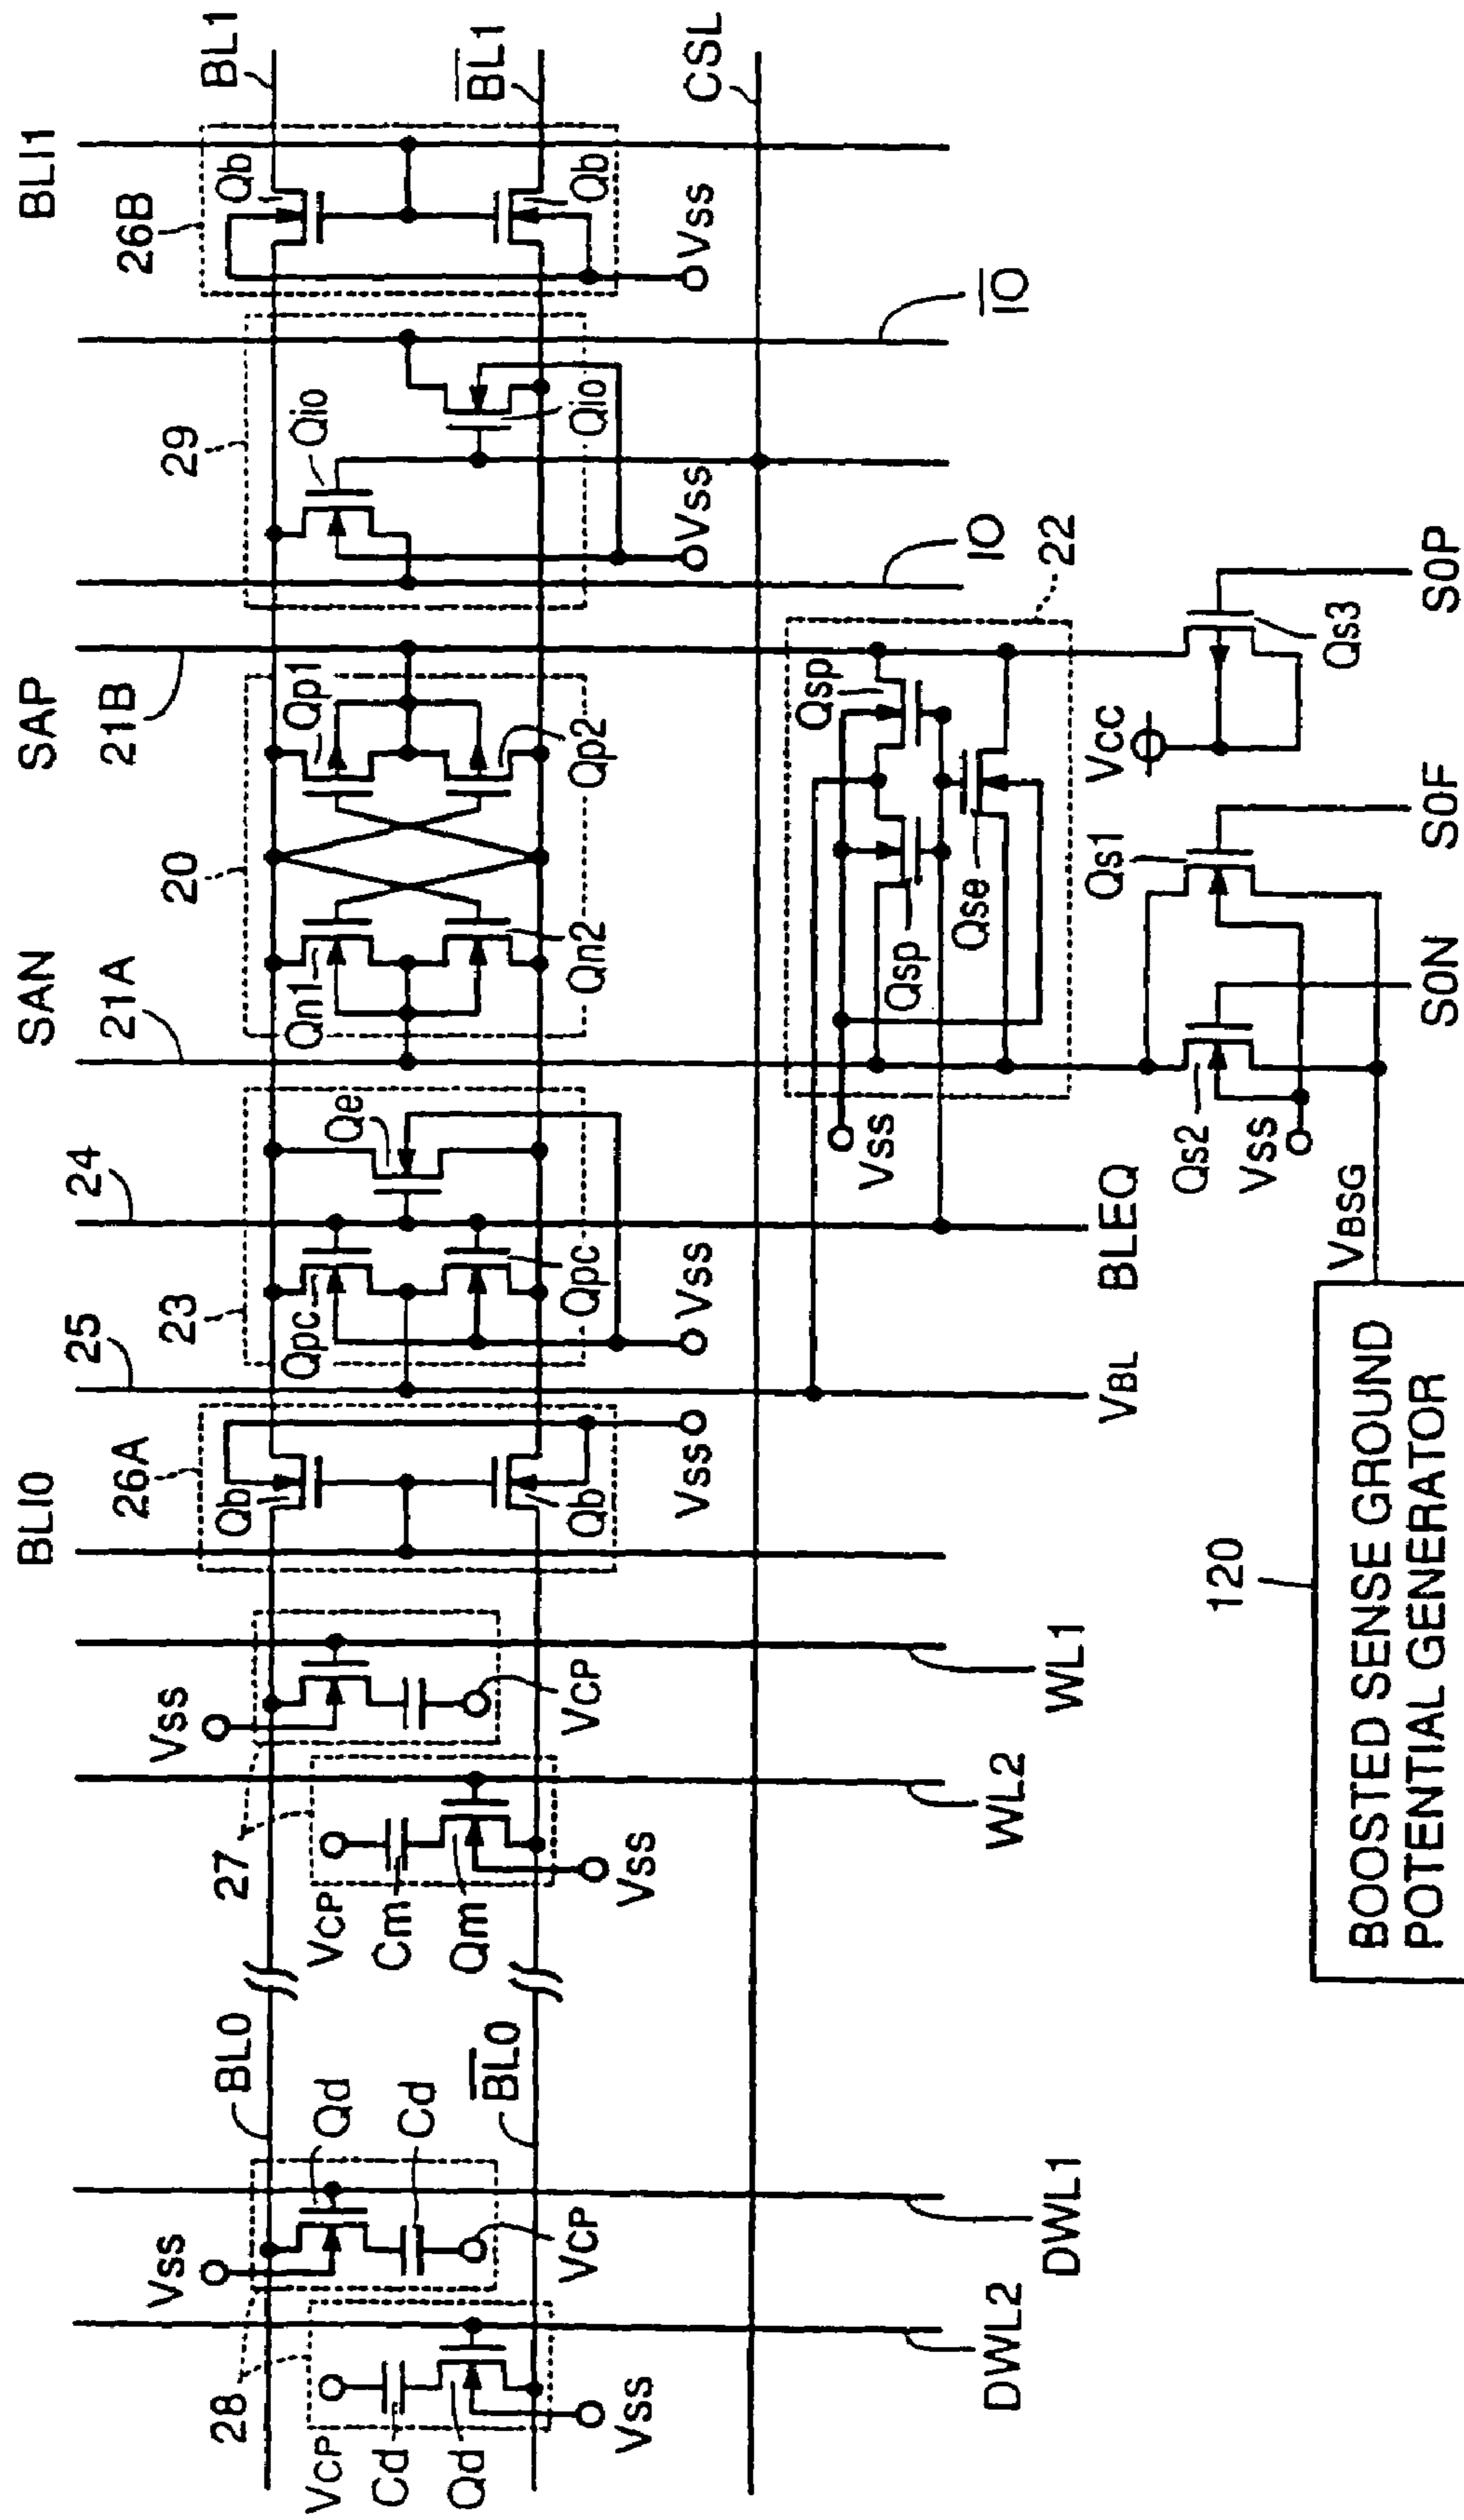 BLI0
SAN
SAP
BLI1
26A
25
24
21A
21B
26B
23
20
29
28
27
BL0
BL1
Vss
Vss
Qb
Qpc
Qe
Qn1
Qp1
Qio
Qb
VCP
Cd
Qd
Qd
Cd
VCP
Cm
Qm
BL0
VCP
VCP
Qb
Qpc
Qn2
Qp2
Qio
Qb
BL1
Vss
Vss
Vss
Vss
Vss
Vss
CSL
DWL2
DWL1
WL2
WL1
VBL
BLEQ
Vss
Qsp
Qsp
Qse
22
IO
IO
120
BOOSTED SENSE GROUND
POTENTIAL GENERATOR
VBSG
Qs2
Vss
Qs1
Vcc
Qs3
SON
SOF
SOP